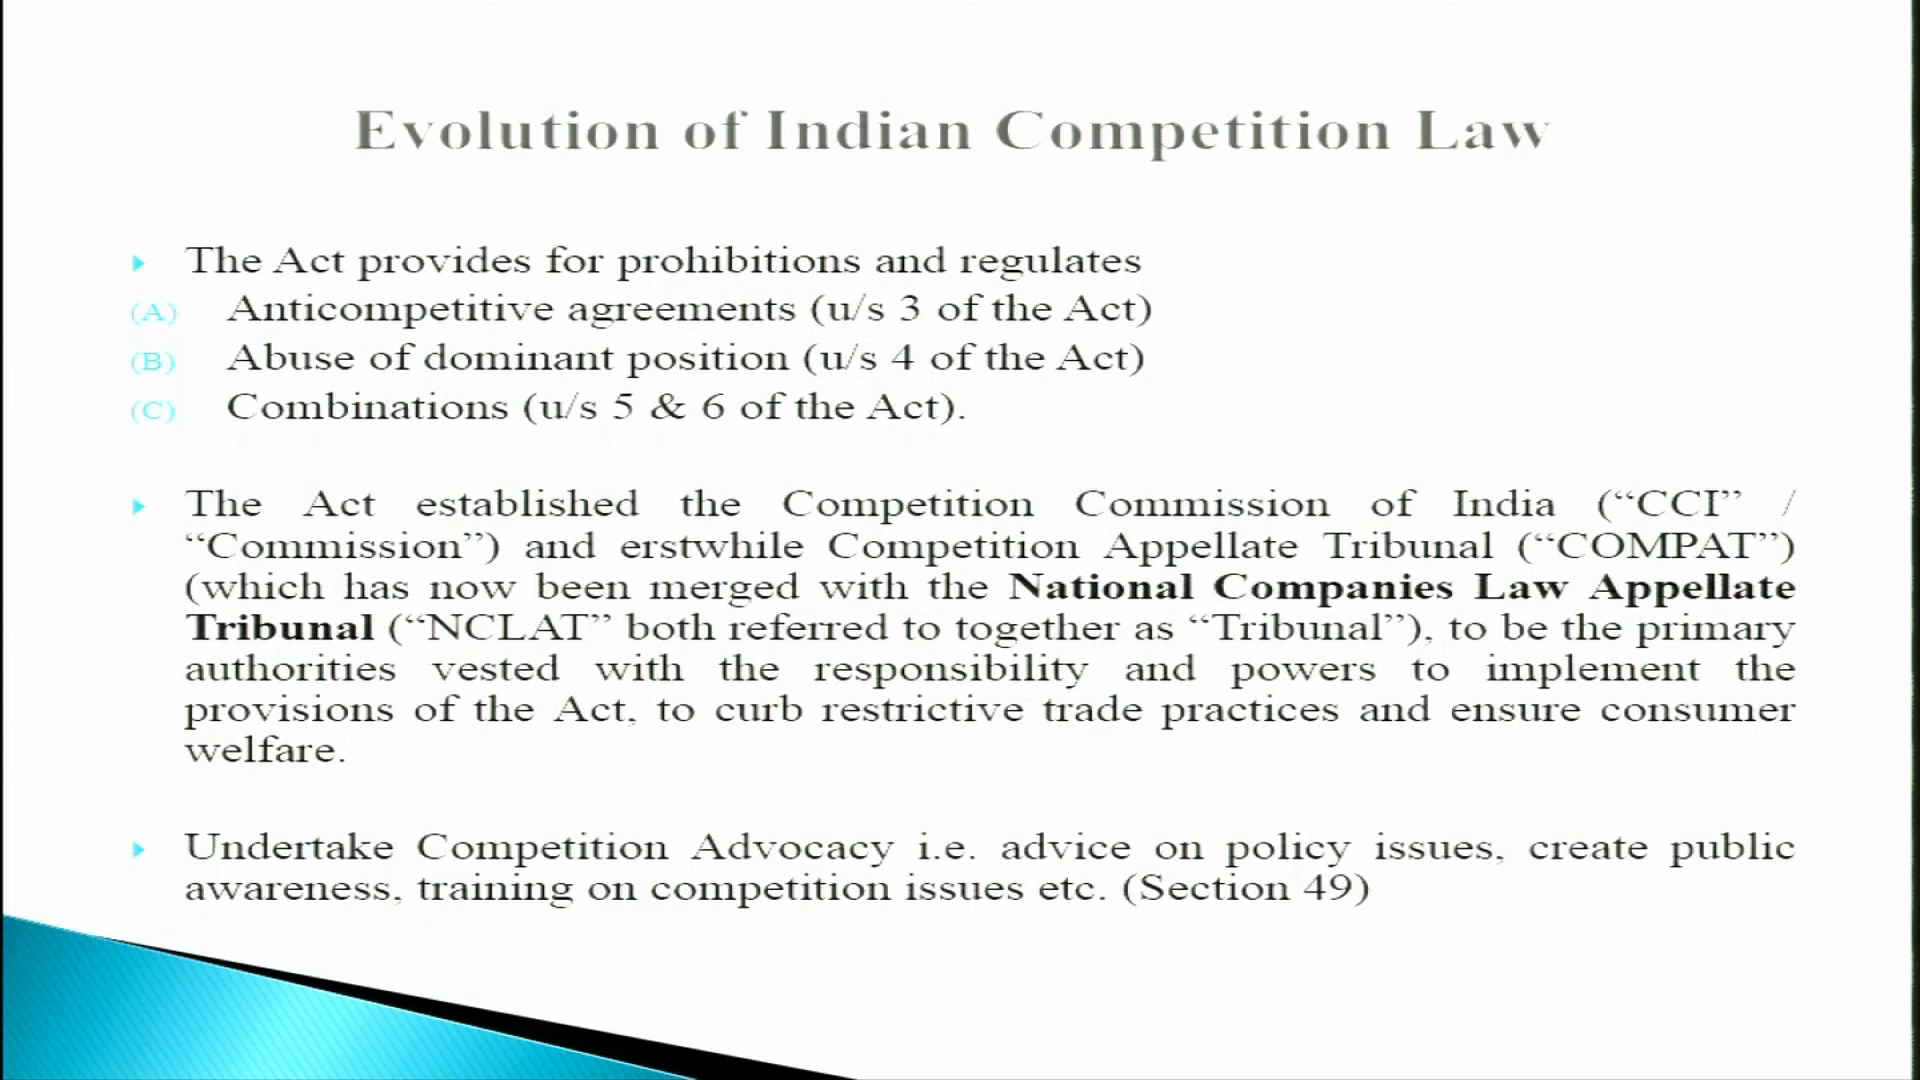 Evolution of Indian Competition Law
The Act provides for prohibitions and regulates
(A) Anticompetitive agreements (u/s 3 of the Act)
(B) Abuse of dominant position (u/s 4 of the Act)
(C) Combinations (u/s 5 & 6 of the Act).
The Act established the Competition Commission of India (“CCI” /
“Commission”) and erstwhile Competition Appellate Tribunal (“COMPAT”)
(which has now been merged with the National Companies Law Appellate
Tribunal (“NCLAT” both referred to together as “Tribunal”), to be the primary
authorities vested with the responsibility and powers to implement the
provisions of the Act, to curb restrictive trade practices and ensure consumer
welfare.
Undertake Competition Advocacy i.e. advice on policy issues, create public
awareness, training on competition issues etc. (Section 49)